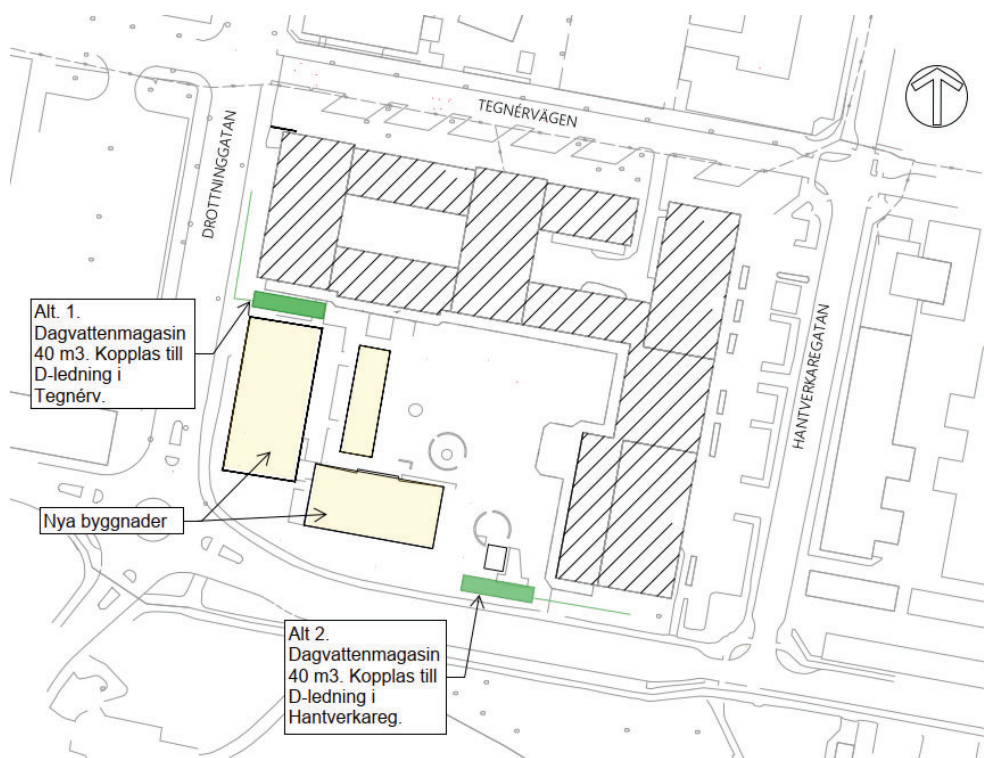 TEGNÉRVÄGEN
DROTTNINGGATAN
HANTVERKAREGATAN
Alt. 1.
Dagvattenmagasin
40 m3. Kopplas till
D-ledning i
Tegnérv.
Nya byggnader
Alt 2.
Dagvattenmagasin
40 m3. Kopplas till
D-ledning i
Hantverkareg.